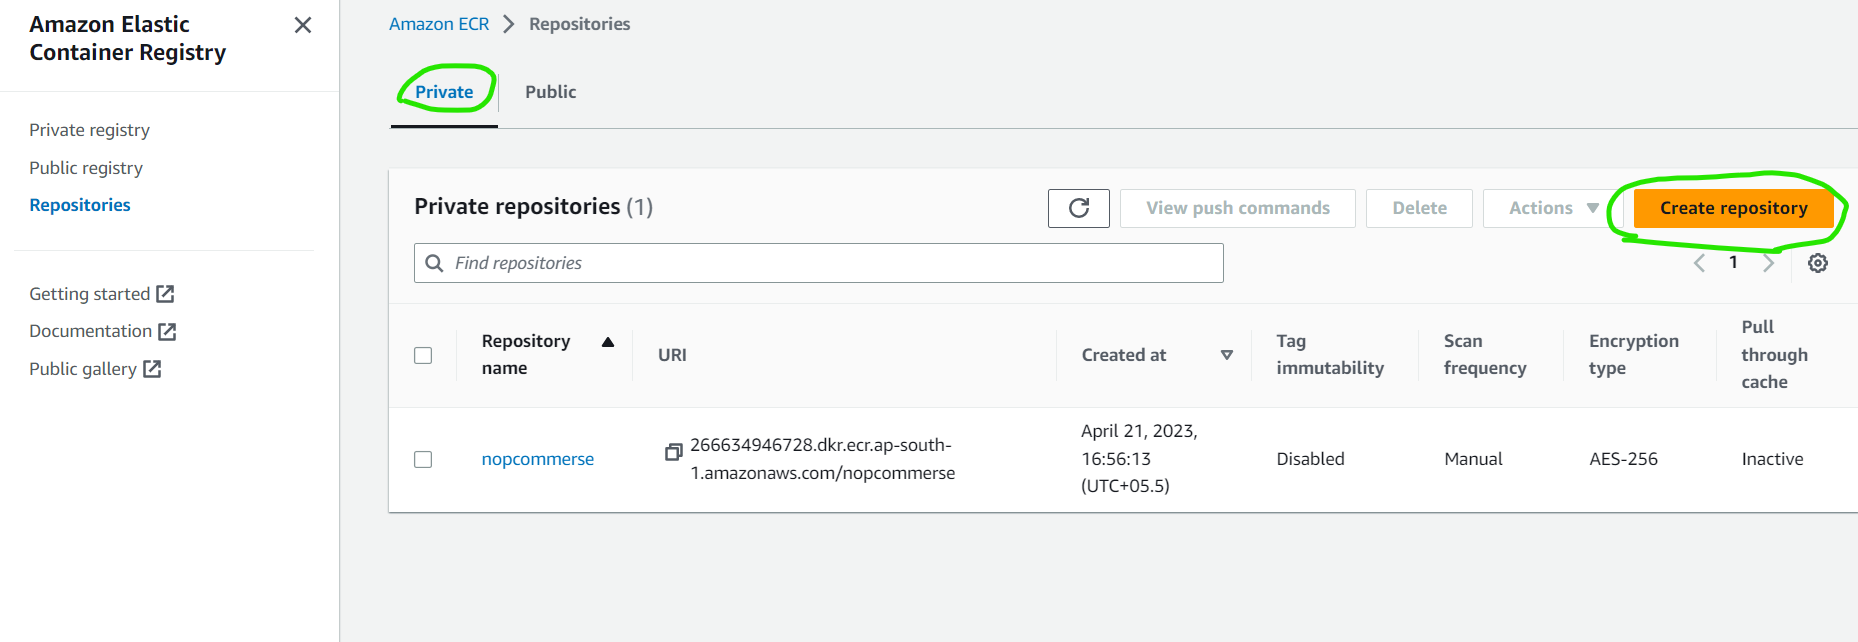 Amazon Elastic
Container Registry
Private registry
Public registry
Repositories
Getting started
Documentation
Public gallery
Amazon ECR > Repositories
Private Public
Private repositories (1)
View push commands Delete Actions Create repository
Find repositories
1
Repository name URI Created at Tag immutability Scan frequency Encryption type Pull through cache
nopcommerse 266634946728.dkr.ecr.ap-south-1.amazonaws.com/nopcommerse April 21, 2023, 16:56:13 (UTC+05.5) Disabled Manual AES-256 Inactive